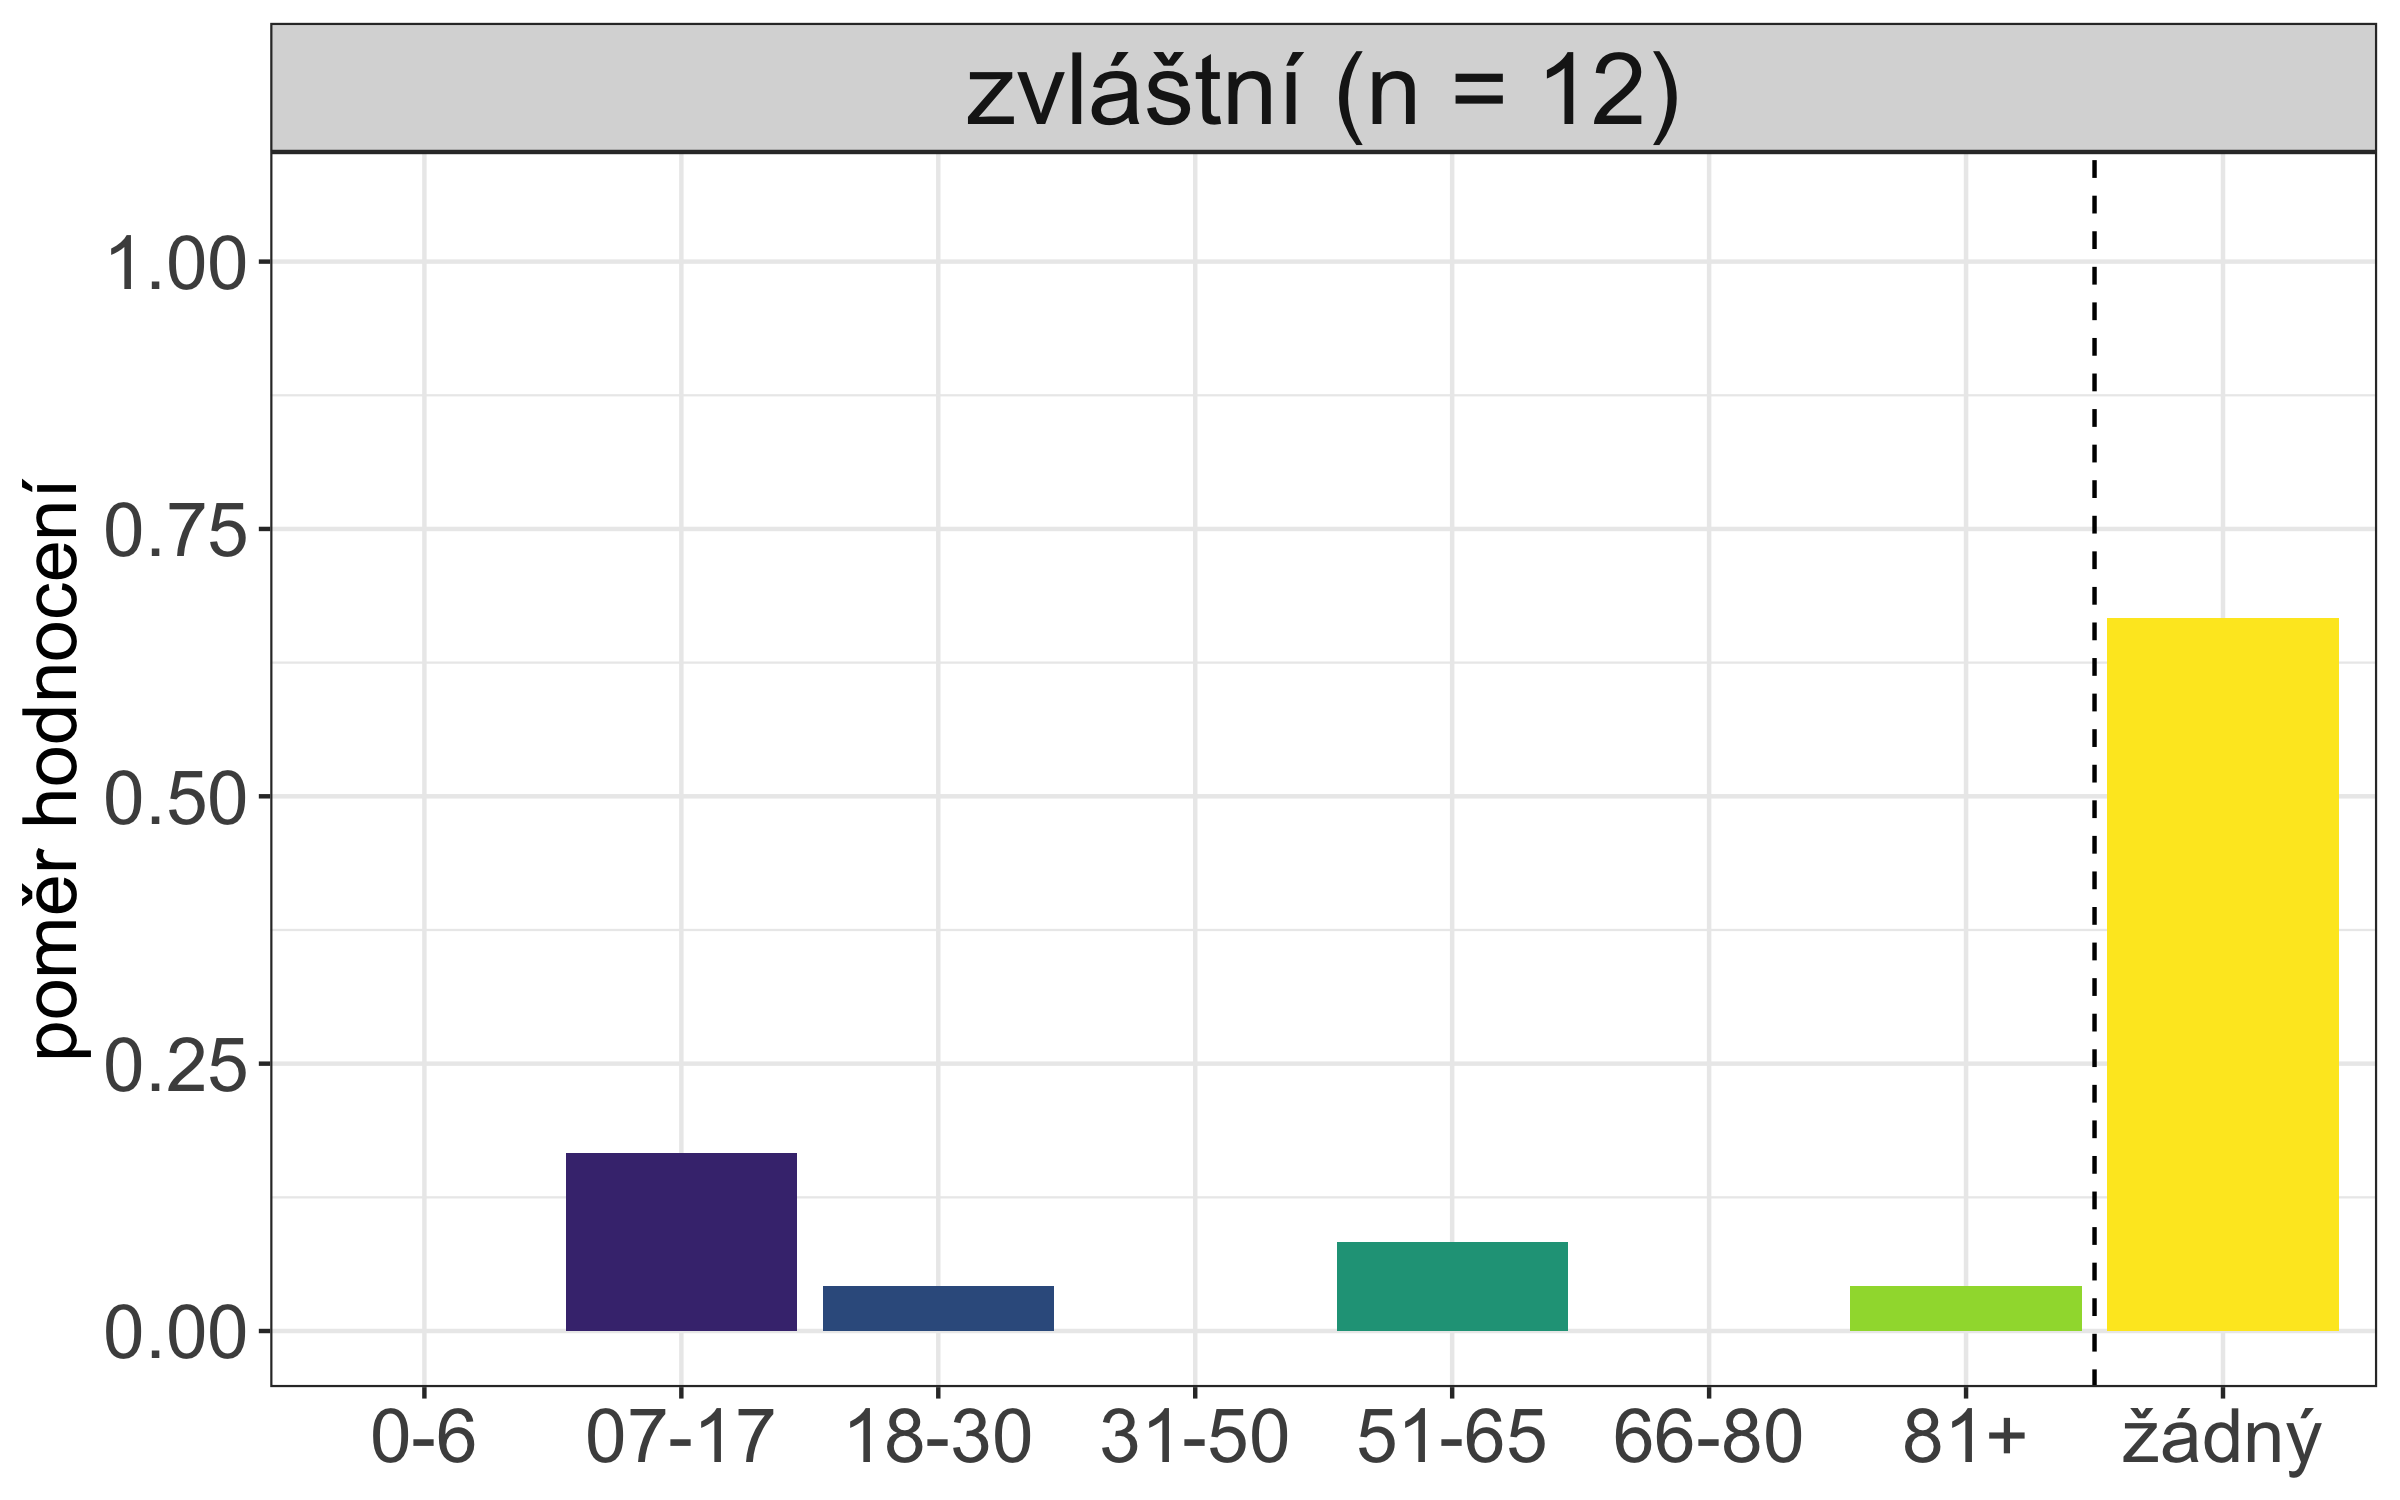 zvláštní (n = 12)
poměr hodnocení
1.00
0.75
0.50
0.25
0.00
0-6 07-17 18-30 31-50 51-65 66-80 81+ žádný